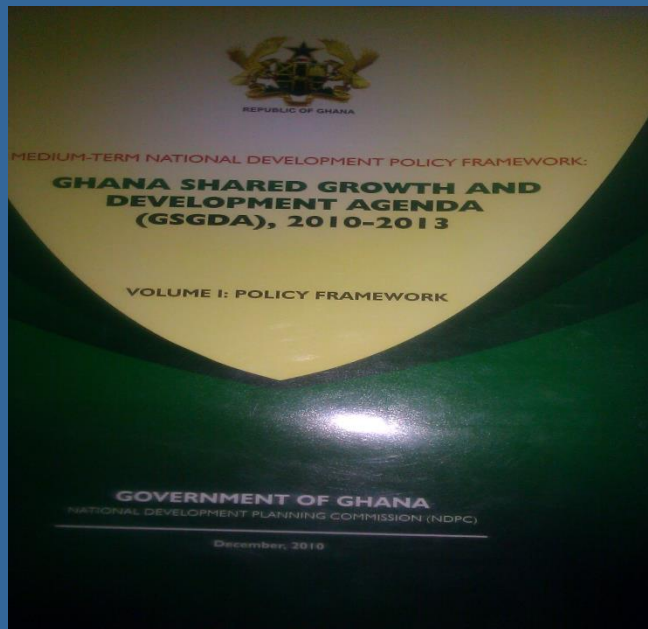 REPUBLIC OF GHANA
MEDIUM-TERM NATIONAL DEVELOPMENT POLICY FRAMEWORK:
GHANA SHARED GROWTH AND
DEVELOPMENT AGENDA
(GSGDA), 2010-2013
VOLUME I: POLICY FRAMEWORK
GOVERNMENT OF GHANA
NATIONAL DEVELOPMENT PLANNING COMMISSION (NDPC)
December, 2010